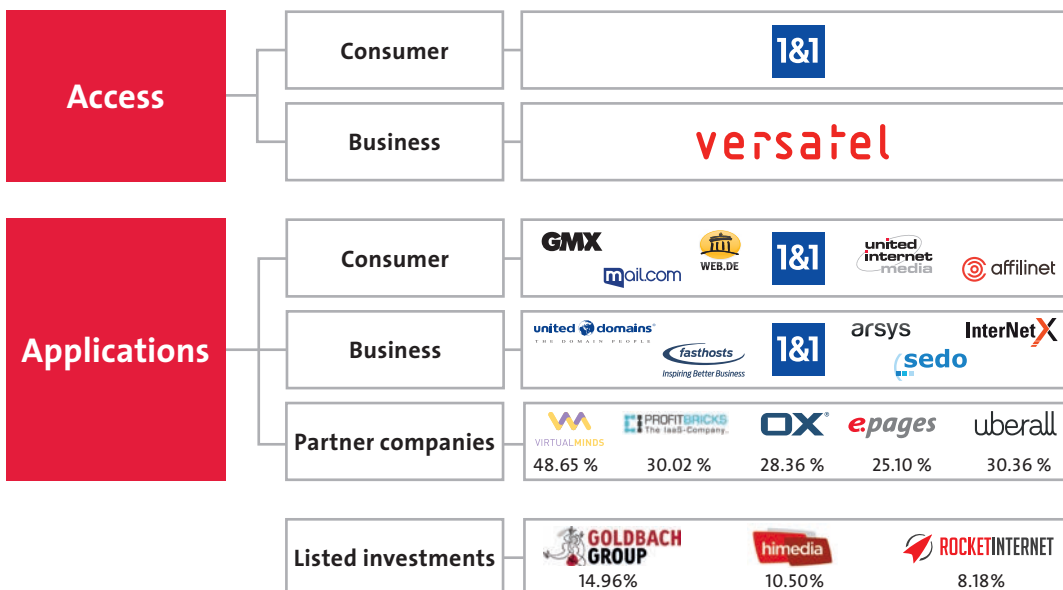 Access
Consumer
1&1
Business
versatel
Applications
Consumer
GMX
mail.com
WEB.DE
1&1
united
internet
media
affilinet
Business
united domains®
THE DOMAIN PEOPLE
fasthosts
Inspiring Better Business
1&1
arsys
sedo
InterNetX
Partner companies
VIRTUALMINDS
48.65 %
PROFITBRICKS
The IaaS-Company.
30.02 %
OX®
28.36 %
e.pages
25.10 %
uberall
30.36 %
Listed investments
GOLDBACH
GROUP
14.96%
himedia
10.50%
ROCKETINTERNET
8.18%